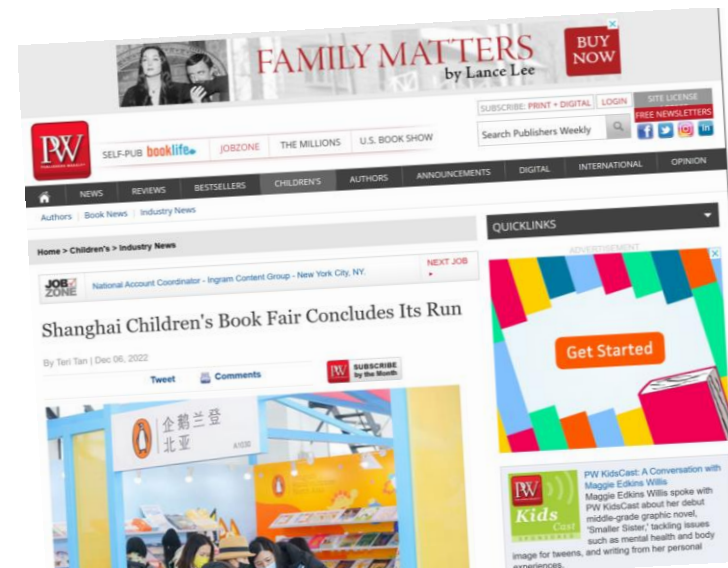 FAMILY MATTERS
by Lance Lee
BUY
NOW
SUBSCRIBE: PRINT + DIGITAL
LOGIN
SITE LICENSE
FREE NEWSLETTERS
Search Publishers Weekly
PW
SELF-PUB booklife
JOBZONE
THE MILLIONS
U.S. BOOK SHOW
NEWS
REVIEWS
BESTSELLERS
CHILDREN'S
AUTHORS
ANNOUNCEMENTS
DIGITAL
INTERNATIONAL
OPINION
Authors | Book News | Industry News
Home > Children's > Industry News
JOB
ZONE
National Account Coordinator - Ingram Content Group - New York City, NY.
NEXT JOB
Shanghai Children's Book Fair Concludes Its Run
By Teri Tan | Dec 06, 2022
Tweet
Comments
PW
SUBSCRIBE
by the Month
企鹅兰登
北亚
A1030
QUICKLINKS
ADVERTISEMENT
Get Started
PW
Kids
Cast
SPONSORED
PW KidsCast: A Conversation with
Maggie Edkins Willis
Maggie Edkins Willis spoke with
PW KidsCast about her debut
middle-grade graphic novel,
'Smaller Sister,' tackling issues
such as mental health and body
image for tweens, and writing from her personal
experiences.